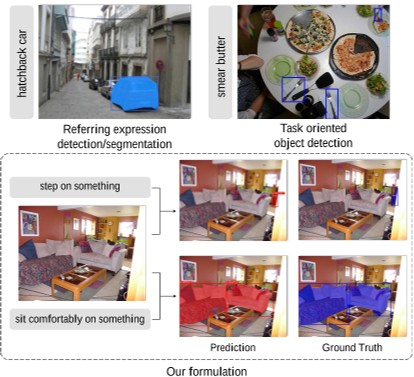 hatchback car
smear butter
Referring expression
detection/segmentation
Task oriented
object detection
step on something
sit comfortably on something
Prediction
Ground Truth
Our formulation